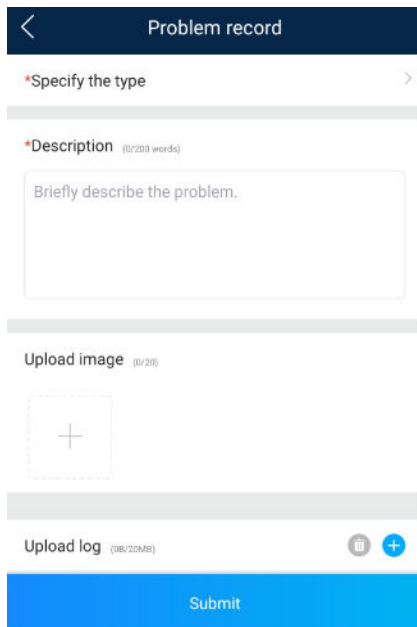 Problem record
*Specify the type
*Description (0/200 words)
Briefly describe the problem.
Upload image (0/20)
Upload log (0B/20MB)
Submit